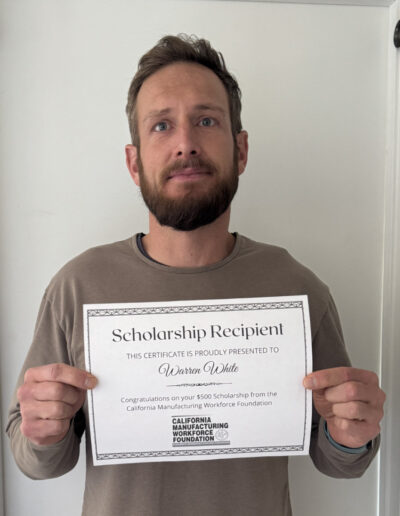 Scholarship Recipient
THIS CERTIFICATE IS PROUDLY PRESENTED TO
Warren White
Congratulations on your $500 Scholarship from the
California Manufacturing Workforce Foundation
CALIFORNIA
MANUFACTURING
WORKFORCE
FOUNDATION